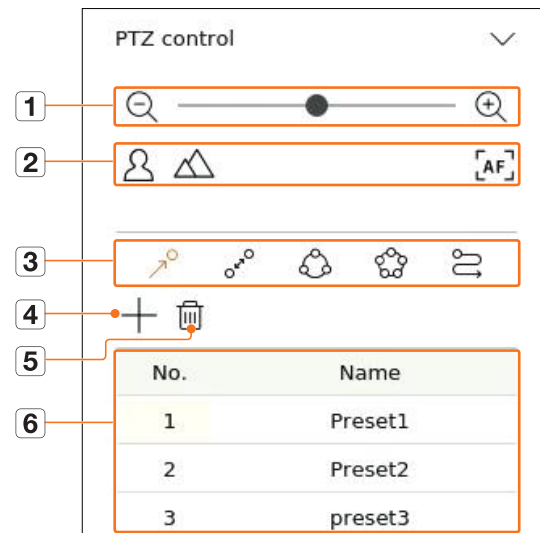 PTZ control
1
2
AF
3
4
5
No. Name
6
1 Preset1
2 Preset2
3 preset3